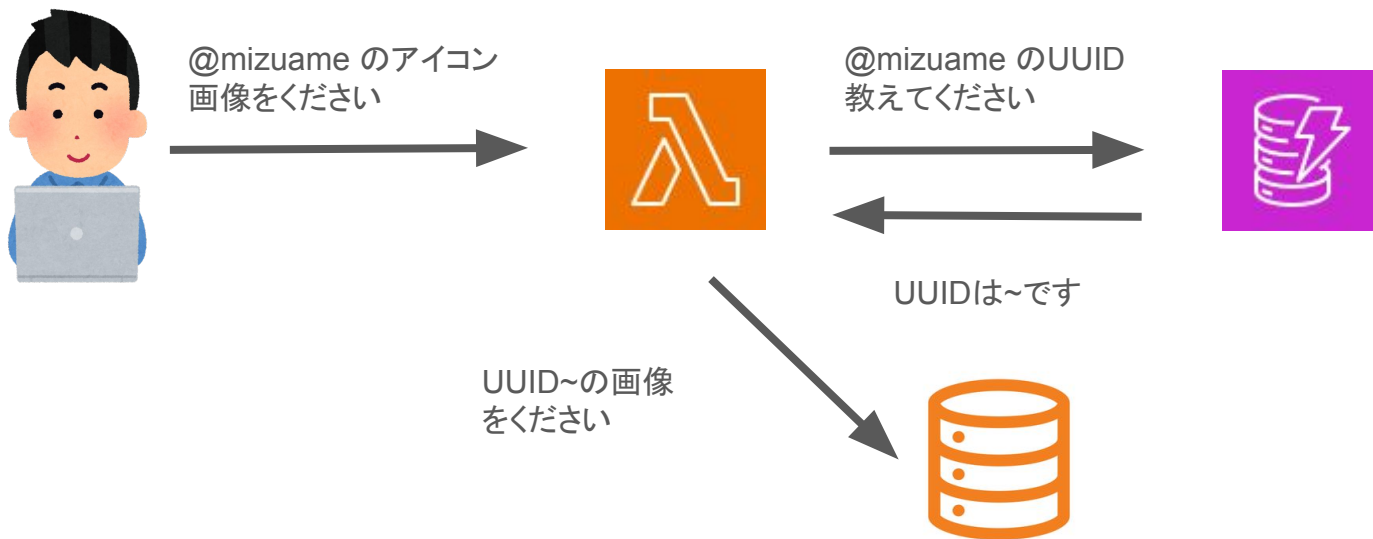 @mizuame のアイコン
画像をください
@mizuame のUUID
教えてください
UUIDは~です
UUID~の画像
をください